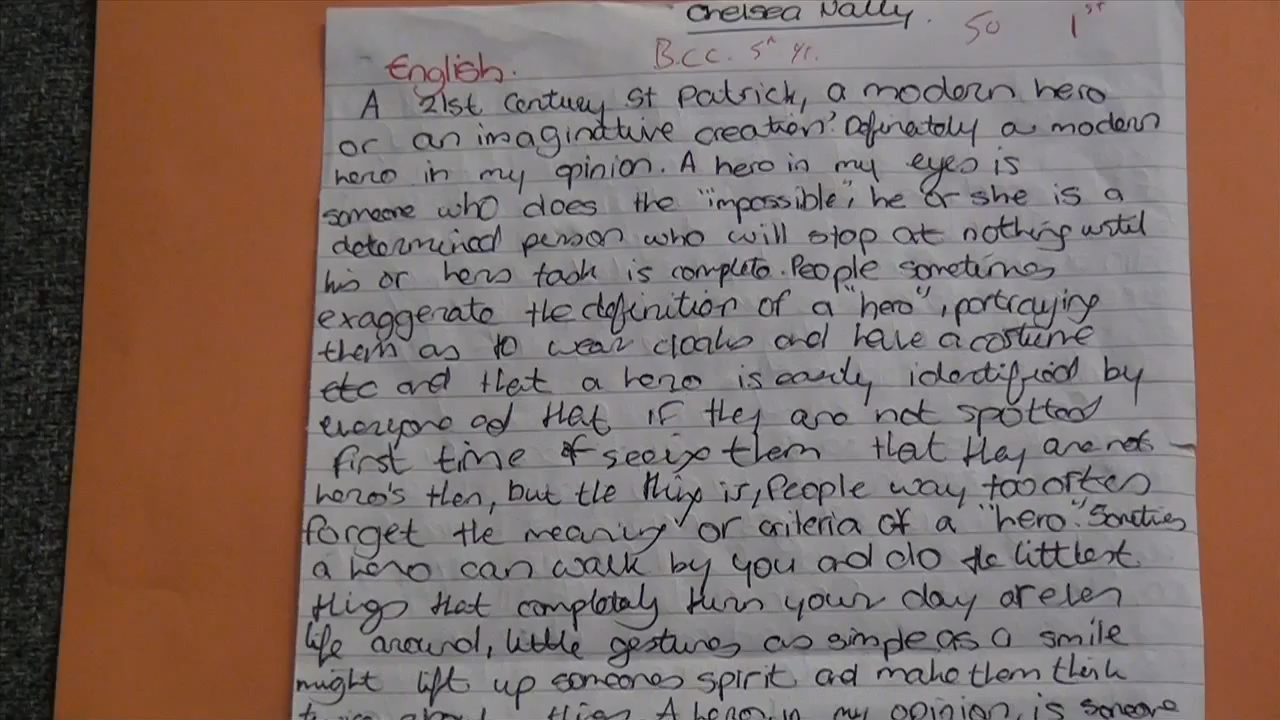 Chelsea Nally.
50 1st
B.C.C. 5th yr.
English.
A 21st Century St Patrick, a modern hero
or an imaginative creation? Definately a modern
hero in my opinion. A hero in my eyes is
someone who does the "impossible", he or she is a
determined person who will stop at nothing until
his or hers task is complete. People sometimes
exaggerate the definition of a "hero", portraying
them as to wear cloaks and have a costume
etc and that a hero is easily identified by
everyone ad that if they are not spotted
first time of seeing them that they are not
hero's then, but the thing is, People way too often
forget the meaning or criteria of a "hero". Someties
a hero can walk by you ad do the littlest
thigs that completely turn your day or even
life around, little gestures as simple as a smile
might lift up someones spirit ad make them think
A hero in my opinion is someone